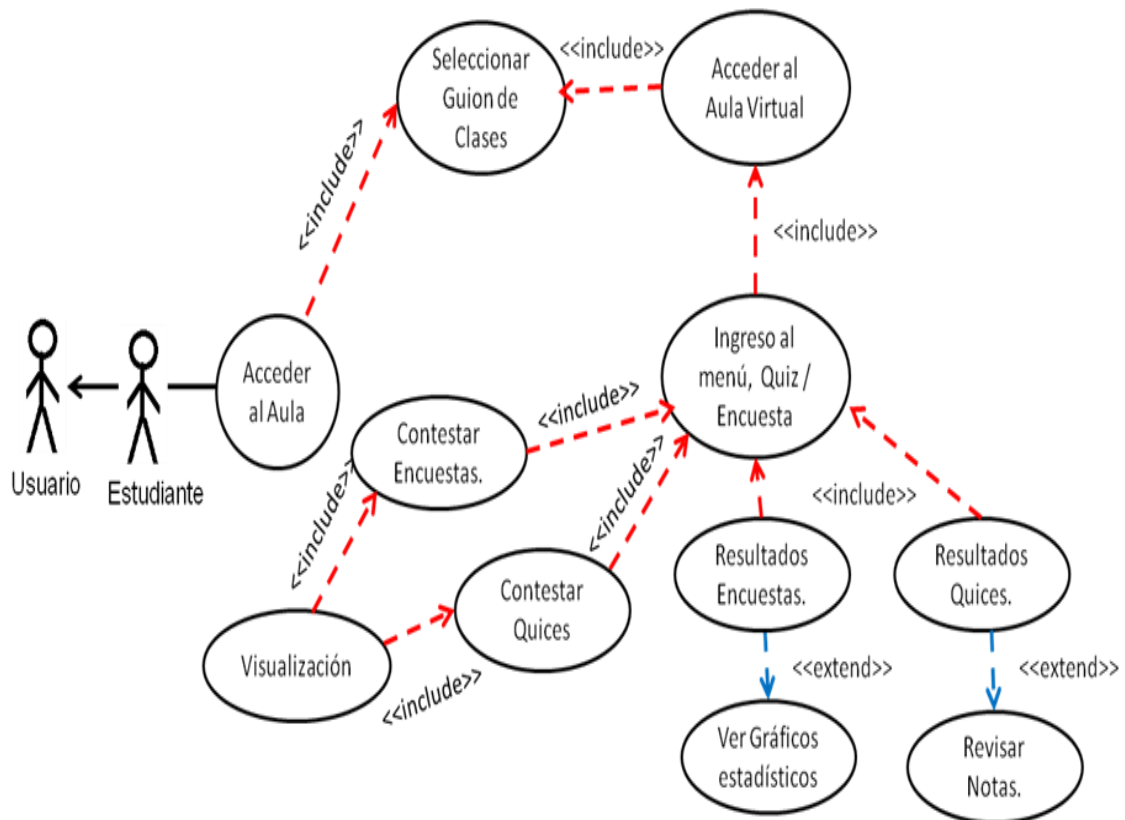 Seleccionar
Guion de
Clases
<<include>>
Acceder al
Aula Virtual
<<include>>
<<include>>
Ingreso al
menú, Quiz /
Encuesta
Acceder
al Aula
Usuario
Estudiante
Contestar
Encuestas.
<<include>>
<<include>>
<<include>>
<<include>>
Resultados
Encuestas.
Resultados
Quices.
Contestar
Quices
Visualización
<<include>>
<<extend>>
<<extend>>
Ver Gráficos
estadísticos
Revisar
Notas.